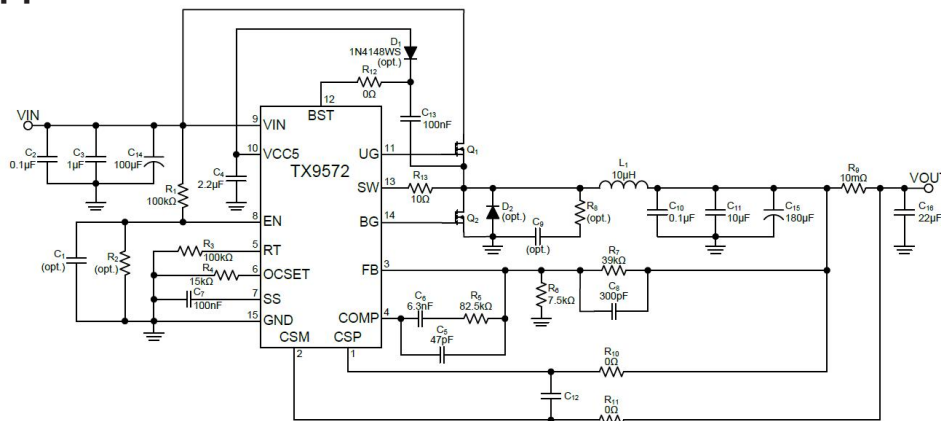 D1
1N4148WS
(opt.)
R12
0Ω
12
BST
C13
100nF
VIN
9
VIN
C2
0.1µF
C3
1µF
C14
100µF
10
VCC5
TX9572
UG
11
Q1
C4
2.2µF
R1
100kΩ
SW
13
R13
10Ω
L1
10µH
R9
10mΩ
VOUT
BG
14
Q2
D2
(opt.)
C9
(opt.)
R8
(opt.)
C10
0.1µF
C11
10µF
C15
180µF
C16
22µF
8
EN
C1
(opt.)
R2
(opt.)
R3
100kΩ
5
RT
R4
15kΩ
6
OCSET
C7
100nF
7
SS
15
GND
FB
3
R7
39kΩ
C8
300pF
R6
7.5kΩ
C6
6.3nF
R5
82.5kΩ
COMP
4
C5
47pF
CSM
2
CSP
1
R10
0Ω
C12
R11
0Ω